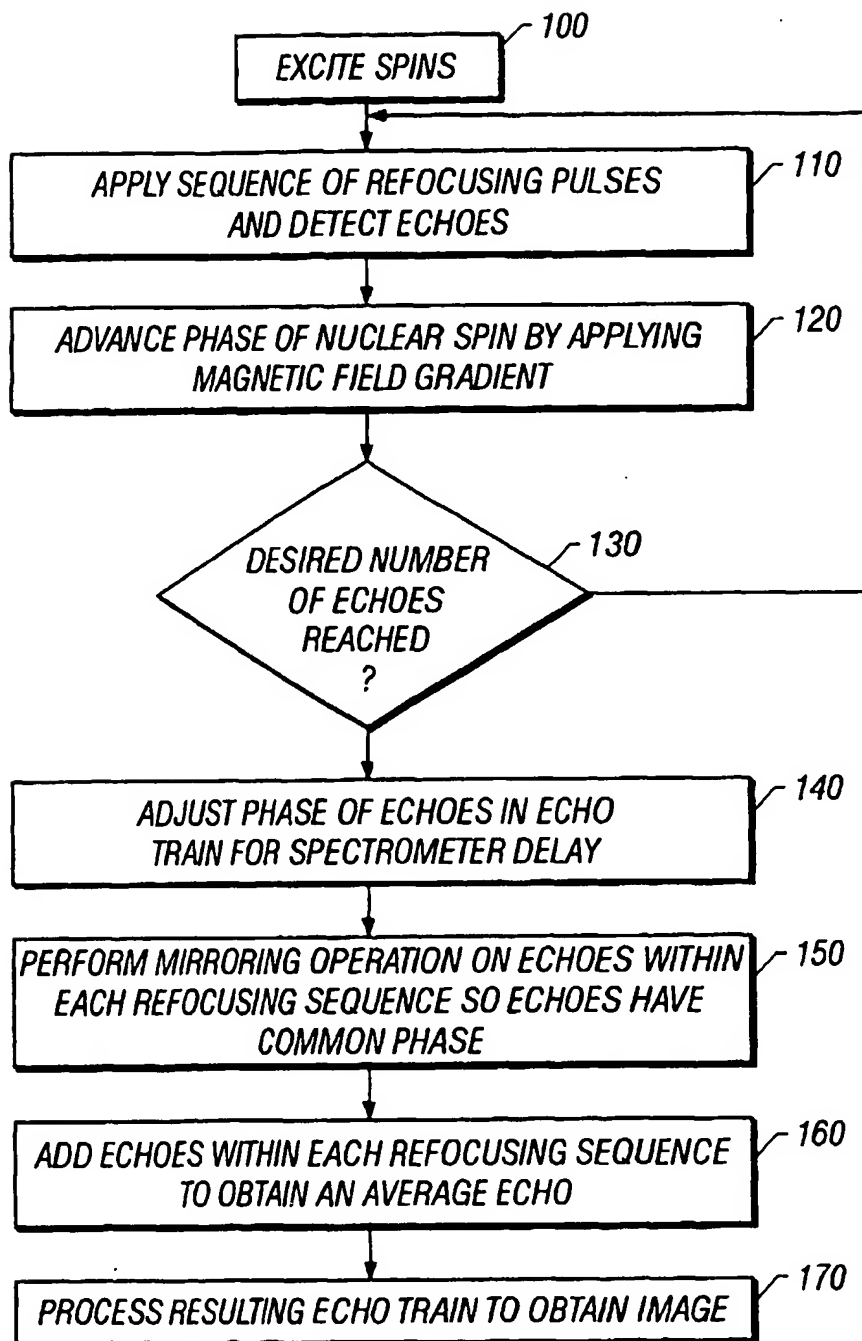 100
EXCITE SPINS
110
APPLY SEQUENCE OF REFOCUSING PULSES
AND DETECT ECHOES
120
ADVANCE PHASE OF NUCLEAR SPIN BY APPLYING
MAGNETIC FIELD GRADIENT
130
DESIRED NUMBER
OF ECHOES
REACHED
?
140
ADJUST PHASE OF ECHOES IN ECHO
TRAIN FOR SPECTROMETER DELAY
150
PERFORM MIRRORING OPERATION ON ECHOES WITHIN
EACH REFOCUSING SEQUENCE SO ECHOES HAVE
COMMON PHASE
160
ADD ECHOES WITHIN EACH REFOCUSING SEQUENCE
TO OBTAIN AN AVERAGE ECHO
170
PROCESS RESULTING ECHO TRAIN TO OBTAIN IMAGE